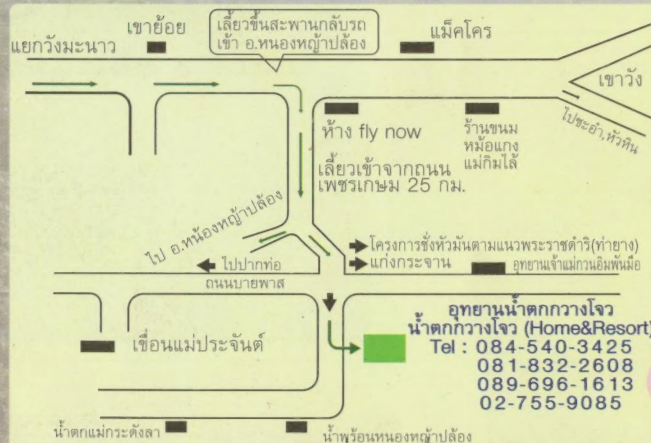 เขาย้อย
แยกวังมะนาว
เลี้ยวขึ้นสะพานกลับรถ
เข้า อ.หนองหญ้าปล้อง
แม็คโคร
เขาวัง
ไปชะอำ,หัวหิน
ห้าง fly now
ร้านขนม
หม้อแกง
แม่กิมไล้
เลี้ยวเข้าจากถนน
เพชรเกษม 25 กม.
ไป อ.หน้องหญ้าปล้อง
โครงการชั่งหัวมันตามแนวพระราชดำริ(ท่ายาง)
แก่งกระจาน
ไปปากท่อ
ถนนบายพาส
อุทยานเจ้าแม่กวนอิมพันมือ
เขื่อนแม่ประจันต์
อุทยานน้ำตกกวางโจว
น้ำตกกวางโจว (Home&Resort)
Tel : 084-540-3425
081-832-2608
089-696-1613
02-755-9085
น้ำตกแม่กระดังลา
น้ำพุร้อนหนองหญ้าปล้อง